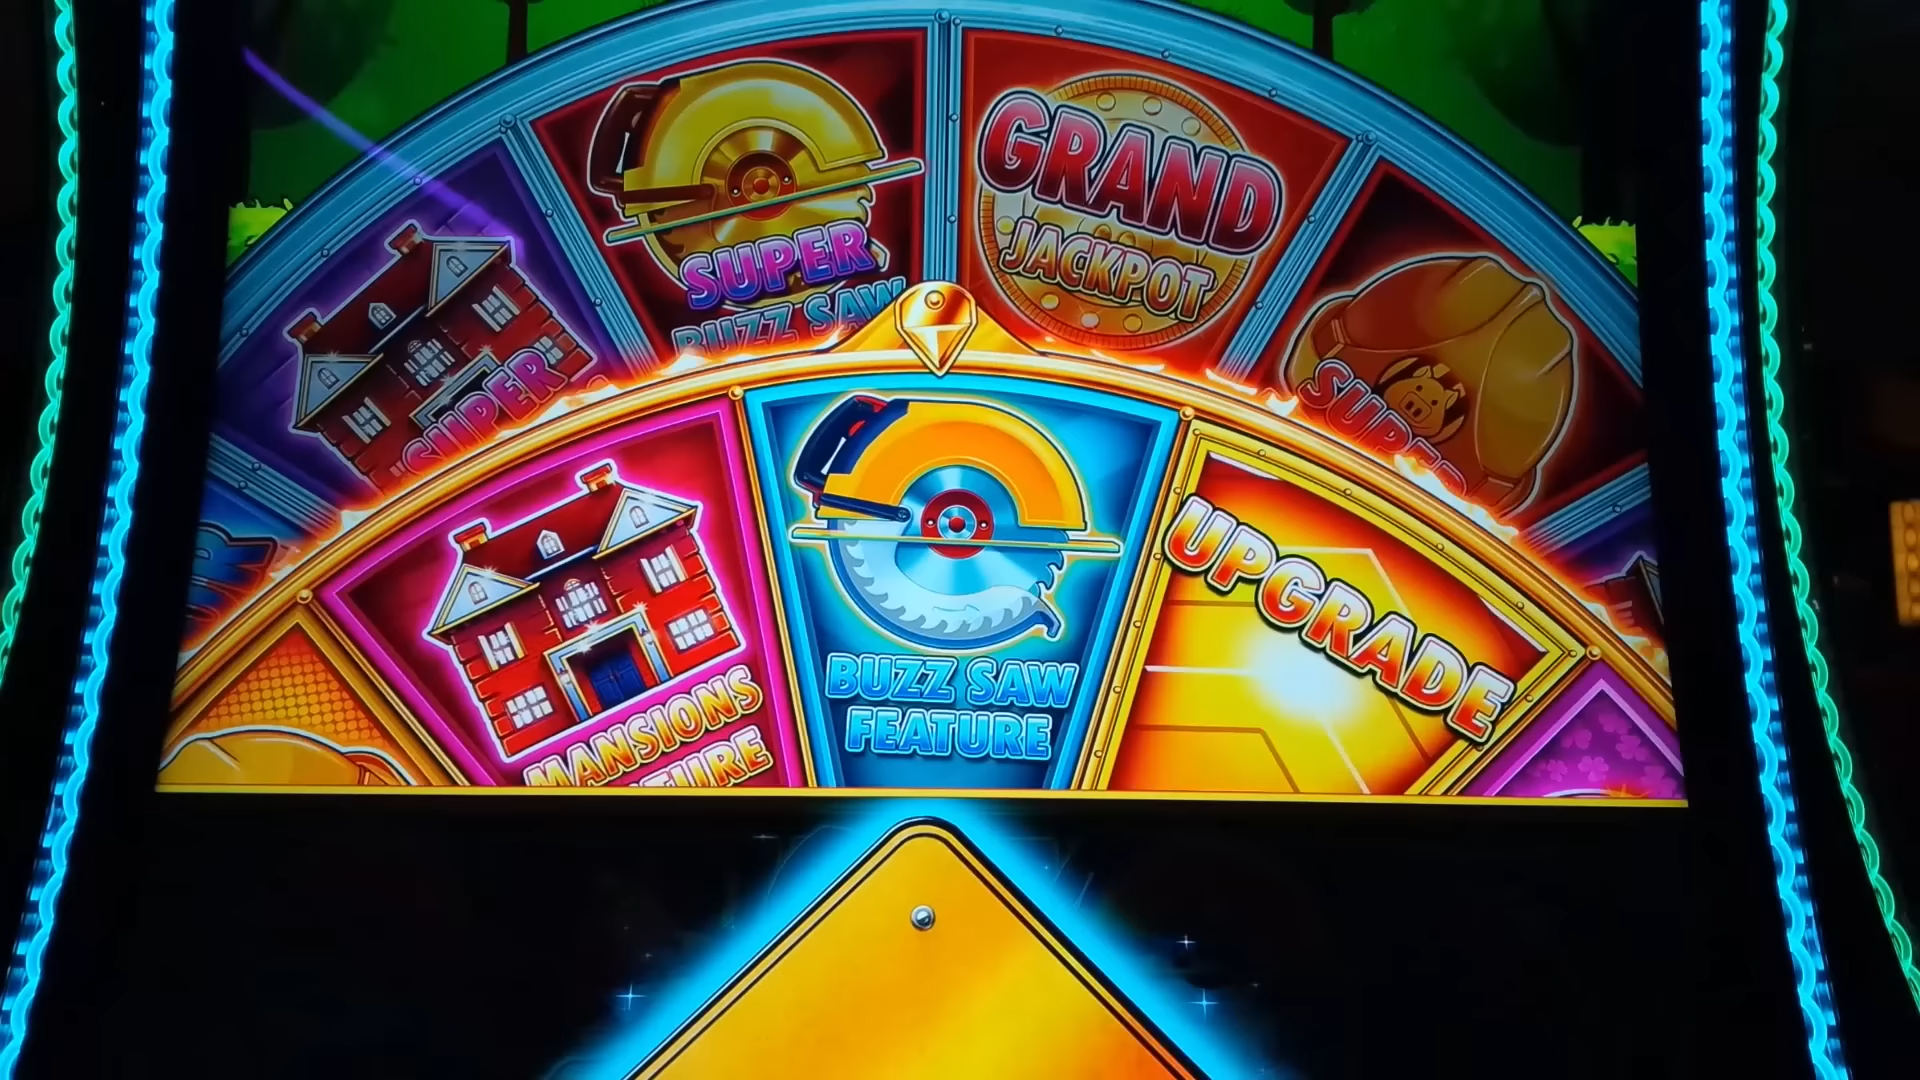 SUPER
BUZZ SAW
GRAND
JACKPOT
SUPER
SUPER
MANSIONS
BUZZ SAW
FEATURE
UPGRADE